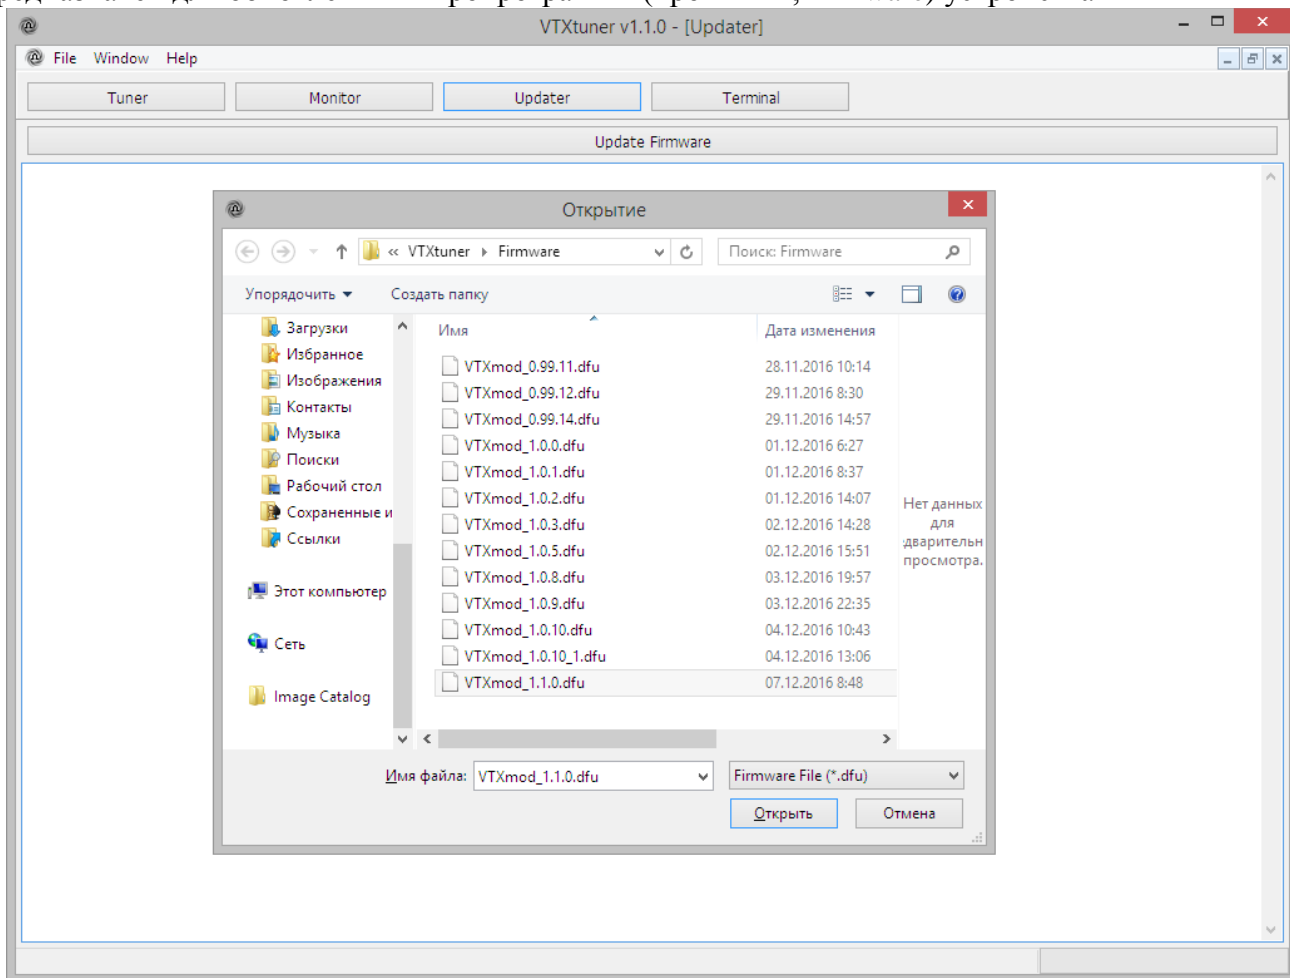 VTXtuner v1.1.0 - [Updater]
File Window Help
Tuner Monitor Updater Terminal
Update Firmware
Открытие
« VTXtuner Firmware
Поиск: Firmware
Упорядочить Создать папку
Имя Дата изменения
Загрузки
Избранное
Изображения
Контакты
Музыка
Поиски
Рабочий стол
Сохраненные и
Ссылки
Этот компьютер
Сеть
Image Catalog
VTXmod_0.99.11.dfu 28.11.2016 10:14
VTXmod_0.99.12.dfu 29.11.2016 8:30
VTXmod_0.99.14.dfu 29.11.2016 14:57
VTXmod_1.0.0.dfu 01.12.2016 6:27
VTXmod_1.0.1.dfu 01.12.2016 8:37
VTXmod_1.0.2.dfu 01.12.2016 14:07
VTXmod_1.0.3.dfu 02.12.2016 14:28
VTXmod_1.0.5.dfu 02.12.2016 15:51
VTXmod_1.0.8.dfu 03.12.2016 19:57
VTXmod_1.0.9.dfu 03.12.2016 22:35
VTXmod_1.0.10.dfu 04.12.2016 10:43
VTXmod_1.0.10_1.dfu 04.12.2016 13:06
VTXmod_1.1.0.dfu 07.12.2016 8:48
Нет данных
для
дварительн
просмотра.
Имя файла: VTXmod_1.1.0.dfu
Firmware File (*.dfu)
Открыть Отмена